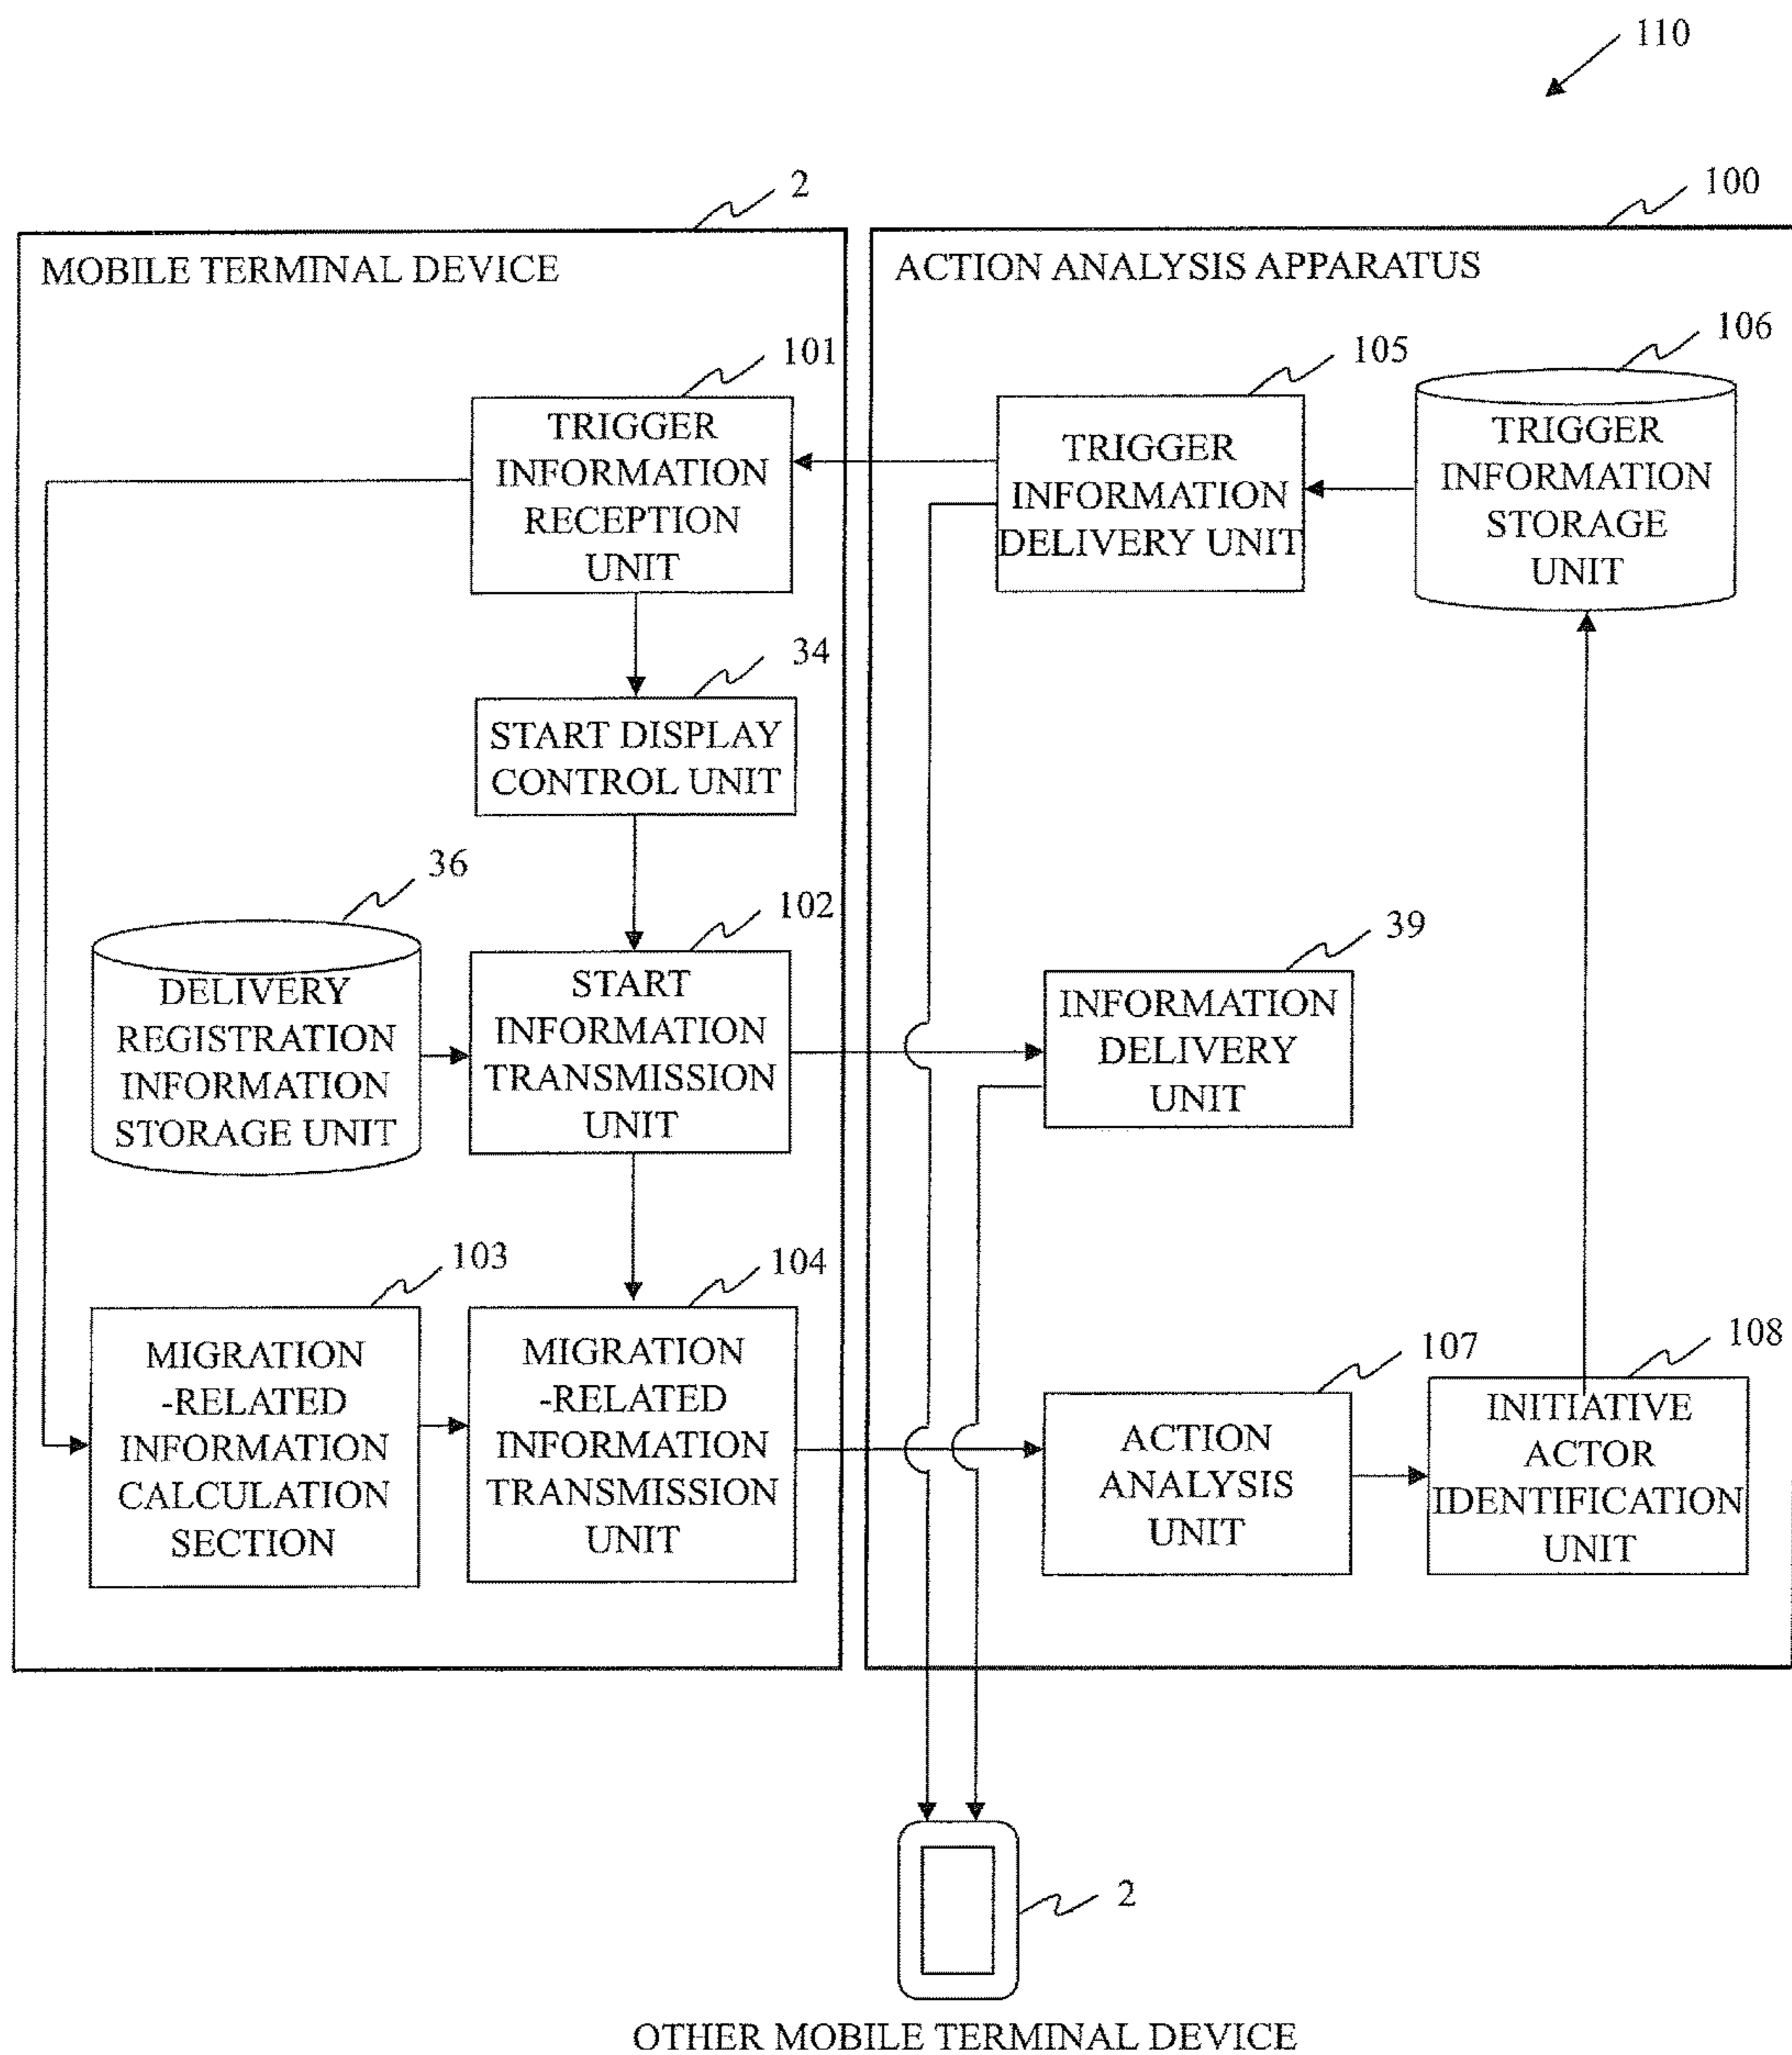 110
2
100
MOBILE TERMINAL DEVICE
ACTION ANALYSIS APPARATUS
101
TRIGGER
INFORMATION
RECEPTION
UNIT
105
TRIGGER
INFORMATION
DELIVERY UNIT
106
TRIGGER
INFORMATION
STORAGE
UNIT
34
START DISPLAY
CONTROL UNIT
36
DELIVERY
REGISTRATION
INFORMATION
STORAGE UNIT
102
START
INFORMATION
TRANSMISSION
UNIT
39
INFORMATION
DELIVERY
UNIT
103
MIGRATION
-RELATED
INFORMATION
CALCULATION
SECTION
104
MIGRATION
-RELATED
INFORMATION
TRANSMISSION
UNIT
107
ACTION
ANALYSIS
UNIT
108
INITIATIVE
ACTOR
IDENTIFICATION
UNIT
2
OTHER MOBILE TERMINAL DEVICE